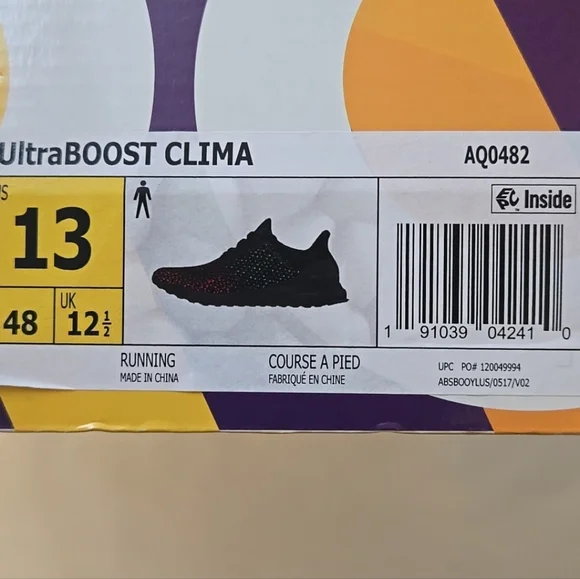 UltraBOOST CLIMA
AQ0482
US
13
48
UK
12½
Inside
1 91039 04241 0
RUNNING
MADE IN CHINA
COURSE A PIED
FABRIQUÉ EN CHINE
UPC PO# 120049994
ABSBOOYLUS/0517/V02